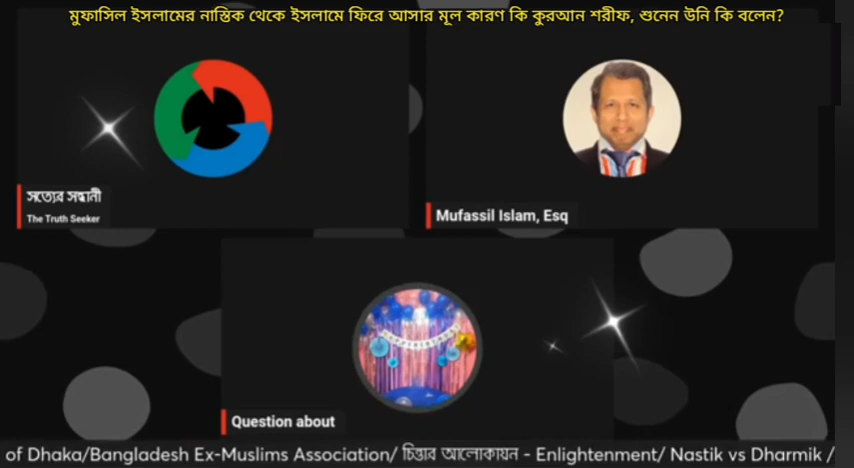 মুফাসিল ইসলামের নাস্তিক থেকে ইসলামে ফিরে আসার মূল কারণ কি কুরআন শরীফ, শুনেন উনি কি বলেন?
সত্যের সন্ধানী
The Truth Seeker
Mufassil Islam, Esq
Question about
of Dhaka/Bangladesh Ex-Muslims Association/ চিন্তার আলোকায়ন - Enlightenment/ Nastik vs Dharmik /